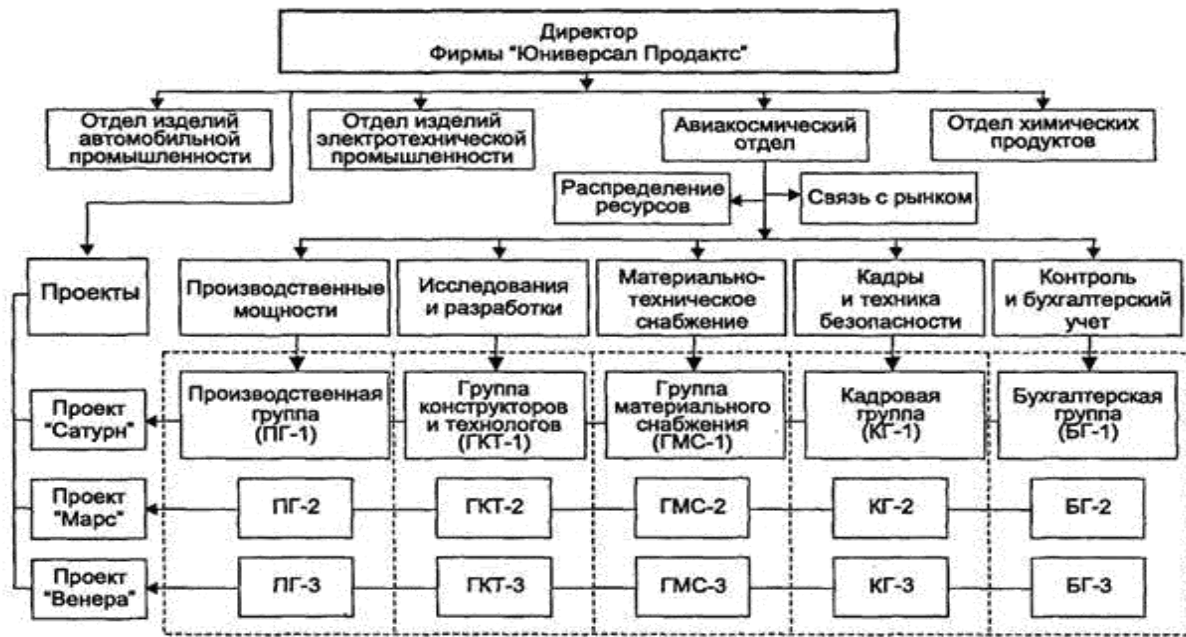 Директор
Фирмы "Юниверсал Продактс"
Отдел изделий
автомобильной
промышленности
Отдел изделий
электротехнической
промышленности
Авиакосмический
отдел
Отдел химических
продуктов
Распределение
ресурсов
Связь с рынком
Проекты
Производственные
мощности
Исследования
и разработки
Материально-
техническое
снабжение
Кадры
и техника
безопасности
Контроль
и бухгалтерский
учет
Проект
"Сатурн"
Производственная
группа
(ПГ-1)
Группа
конструкторов
и технологов
(ГКТ-1)
Группа
материального
снабжения
(ГМС-1)
Кадровая
группа
(КГ-1)
Бухгалтерская
группа
(БГ-1)
Проект
"Марс"
ПГ-2
ГКТ-2
ГМС-2
КГ-2
БГ-2
Проект
"Венера"
ПГ-3
ГКТ-3
ГМС-3
КГ-3
БГ-3